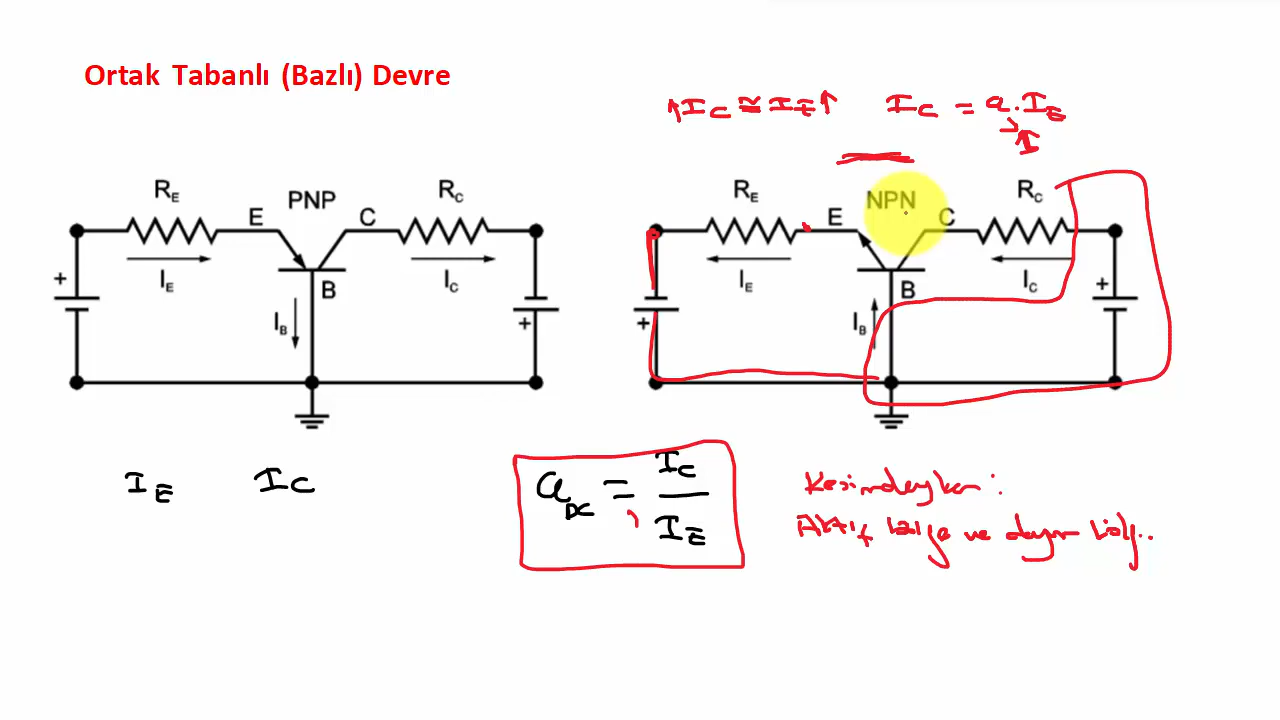 Ortak Tabanlı (Bazlı) Devre
↑IC ≅ IE↑ IC = a.IE
↑
RE PNP RC
E C
+ IE B IC
IB +
RE NPN RC
E C
IE B IC +
+ IB
IE IC
aDC = IC / IE
Kesimdeyken:
Aktif bölge ve doyum bölg..